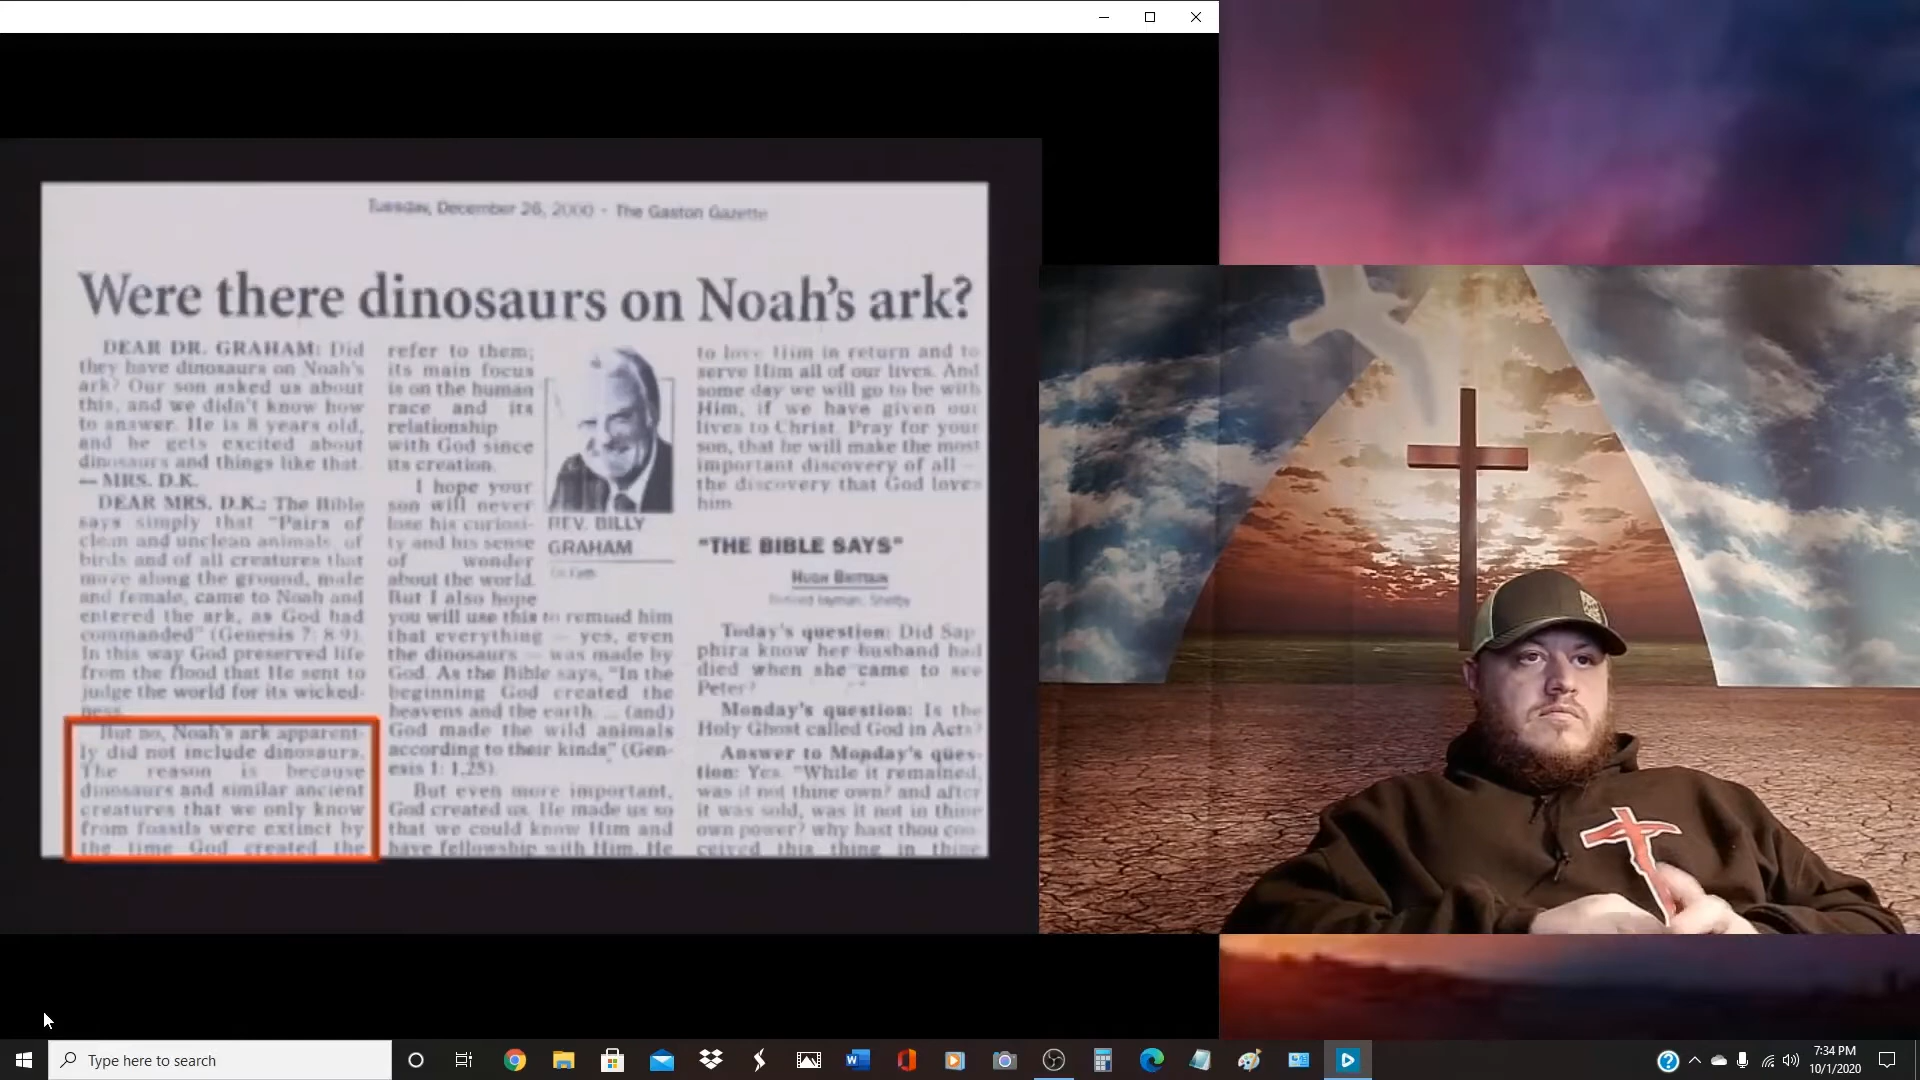 Tuesday, December 26, 2000 - The Gaston Gazette
Were there dinosaurs on Noah's ark?
DEAR DR. GRAHAM: Did
they have dinosaurs on Noah's
ark? Our son asked us about
this, and we didn't know how
to answer. He is 8 years old,
and he gets excited about
dinosaurs and things like that.
— MRS. D.K.
DEAR MRS. D.K.: The Bible
says simply that "Pairs of
clean and unclean animals, of
birds and of all creatures that
move along the ground, male
and female, came to Noah and
entered the ark, as God had
commanded" (Genesis 7: 8-9).
In this way God preserved life
from the flood that He sent to
judge the world for its wicked-
ness.
But no, Noah's ark apparent-
ly did not include dinosaurs.
The reason is because
dinosaurs and similar ancient
creatures that we only know
from fossils were extinct by
the time God created the
refer to them;
its main focus
is on the human
race and its
relationship
with God since
its creation.
I hope your
son will never
lose his curiosi-
ty and his sense
of wonder
about the world.
But I also hope
you will use this to remind him
that everything — yes, even
the dinosaurs — was made by
God. As the Bible says, "In the
beginning God created the
heavens and the earth. ... (and)
God made the wild animals
according to their kinds" (Gen-
esis 1: 1,25).
But even more important,
God created us. He made us so
that we could know Him and
have fellowship with Him. He
REV. BILLY
GRAHAM
to love Him in return and to
serve Him all of our lives. And
some day we will go to be with
Him, if we have given our
lives to Christ. Pray for your
son, that he will make the most
important discovery of all —
the discovery that God loves
him.
"THE BIBLE SAYS"
HUGH BRITTAIN
Today's question: Did Sap
phira know her husband had
died when she came to see
Peter?
Monday's question: Is the
Holy Ghost called God in Acts?
Answer to Monday's ques-
tion: Yes. "While it remained,
was it not thine own? and after
it was sold, was it not in thine
own power? why hast thou con-
ceived this thing in thine
Type here to search
7:34 PM
10/1/2020